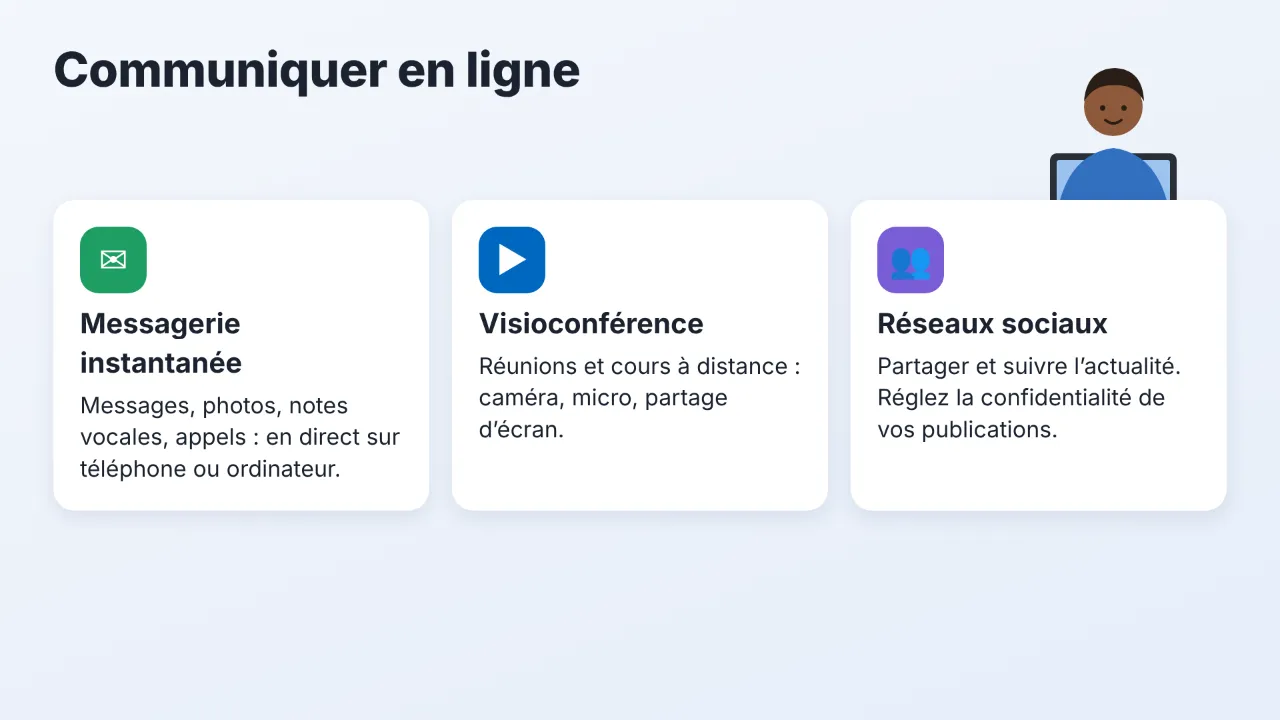 Communiquer en ligne
Messagerie
instantanée
Messages, photos, notes
vocales, appels : en direct sur
téléphone ou ordinateur.
Visioconférence
Réunions et cours à distance :
caméra, micro, partage
d’écran.
Réseaux sociaux
Partager et suivre l’actualité.
Réglez la confidentialité de
vos publications.